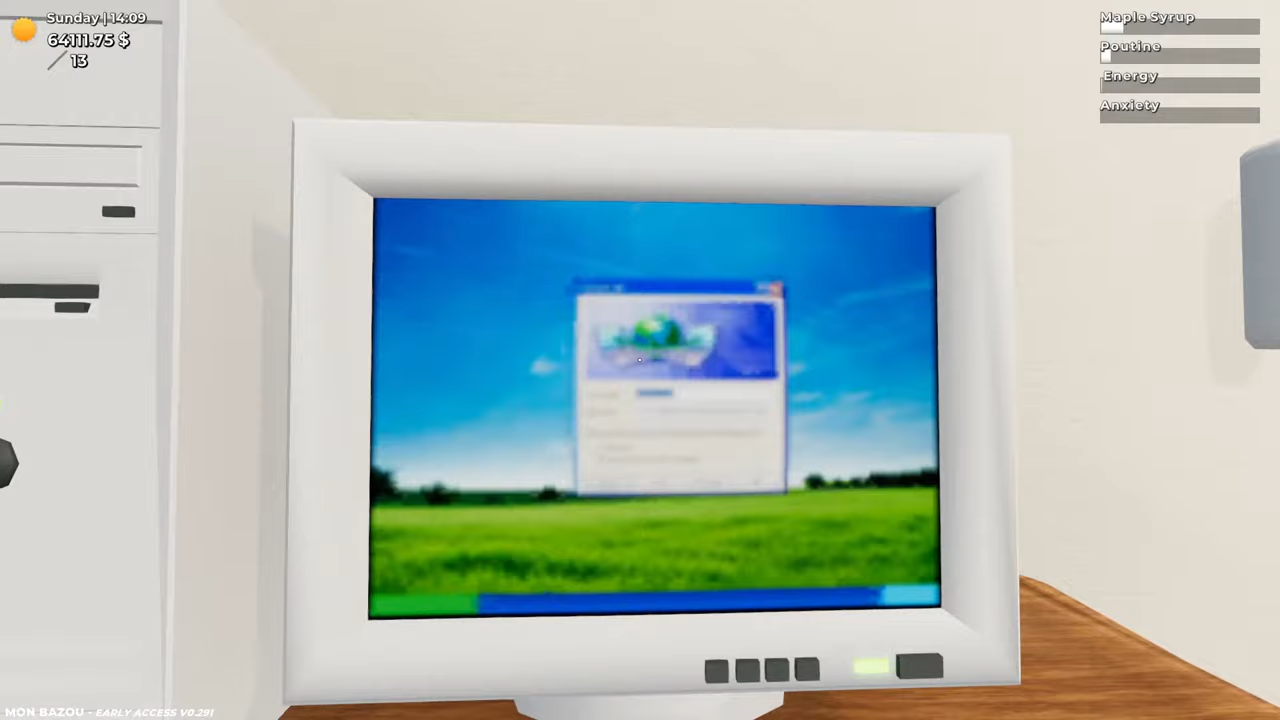 Sunday | 14:09
64111.75 $
13
Maple Syrup
Poutine
Energy
Anxiety
MON BAZOU - EARLY ACCESS V0.291